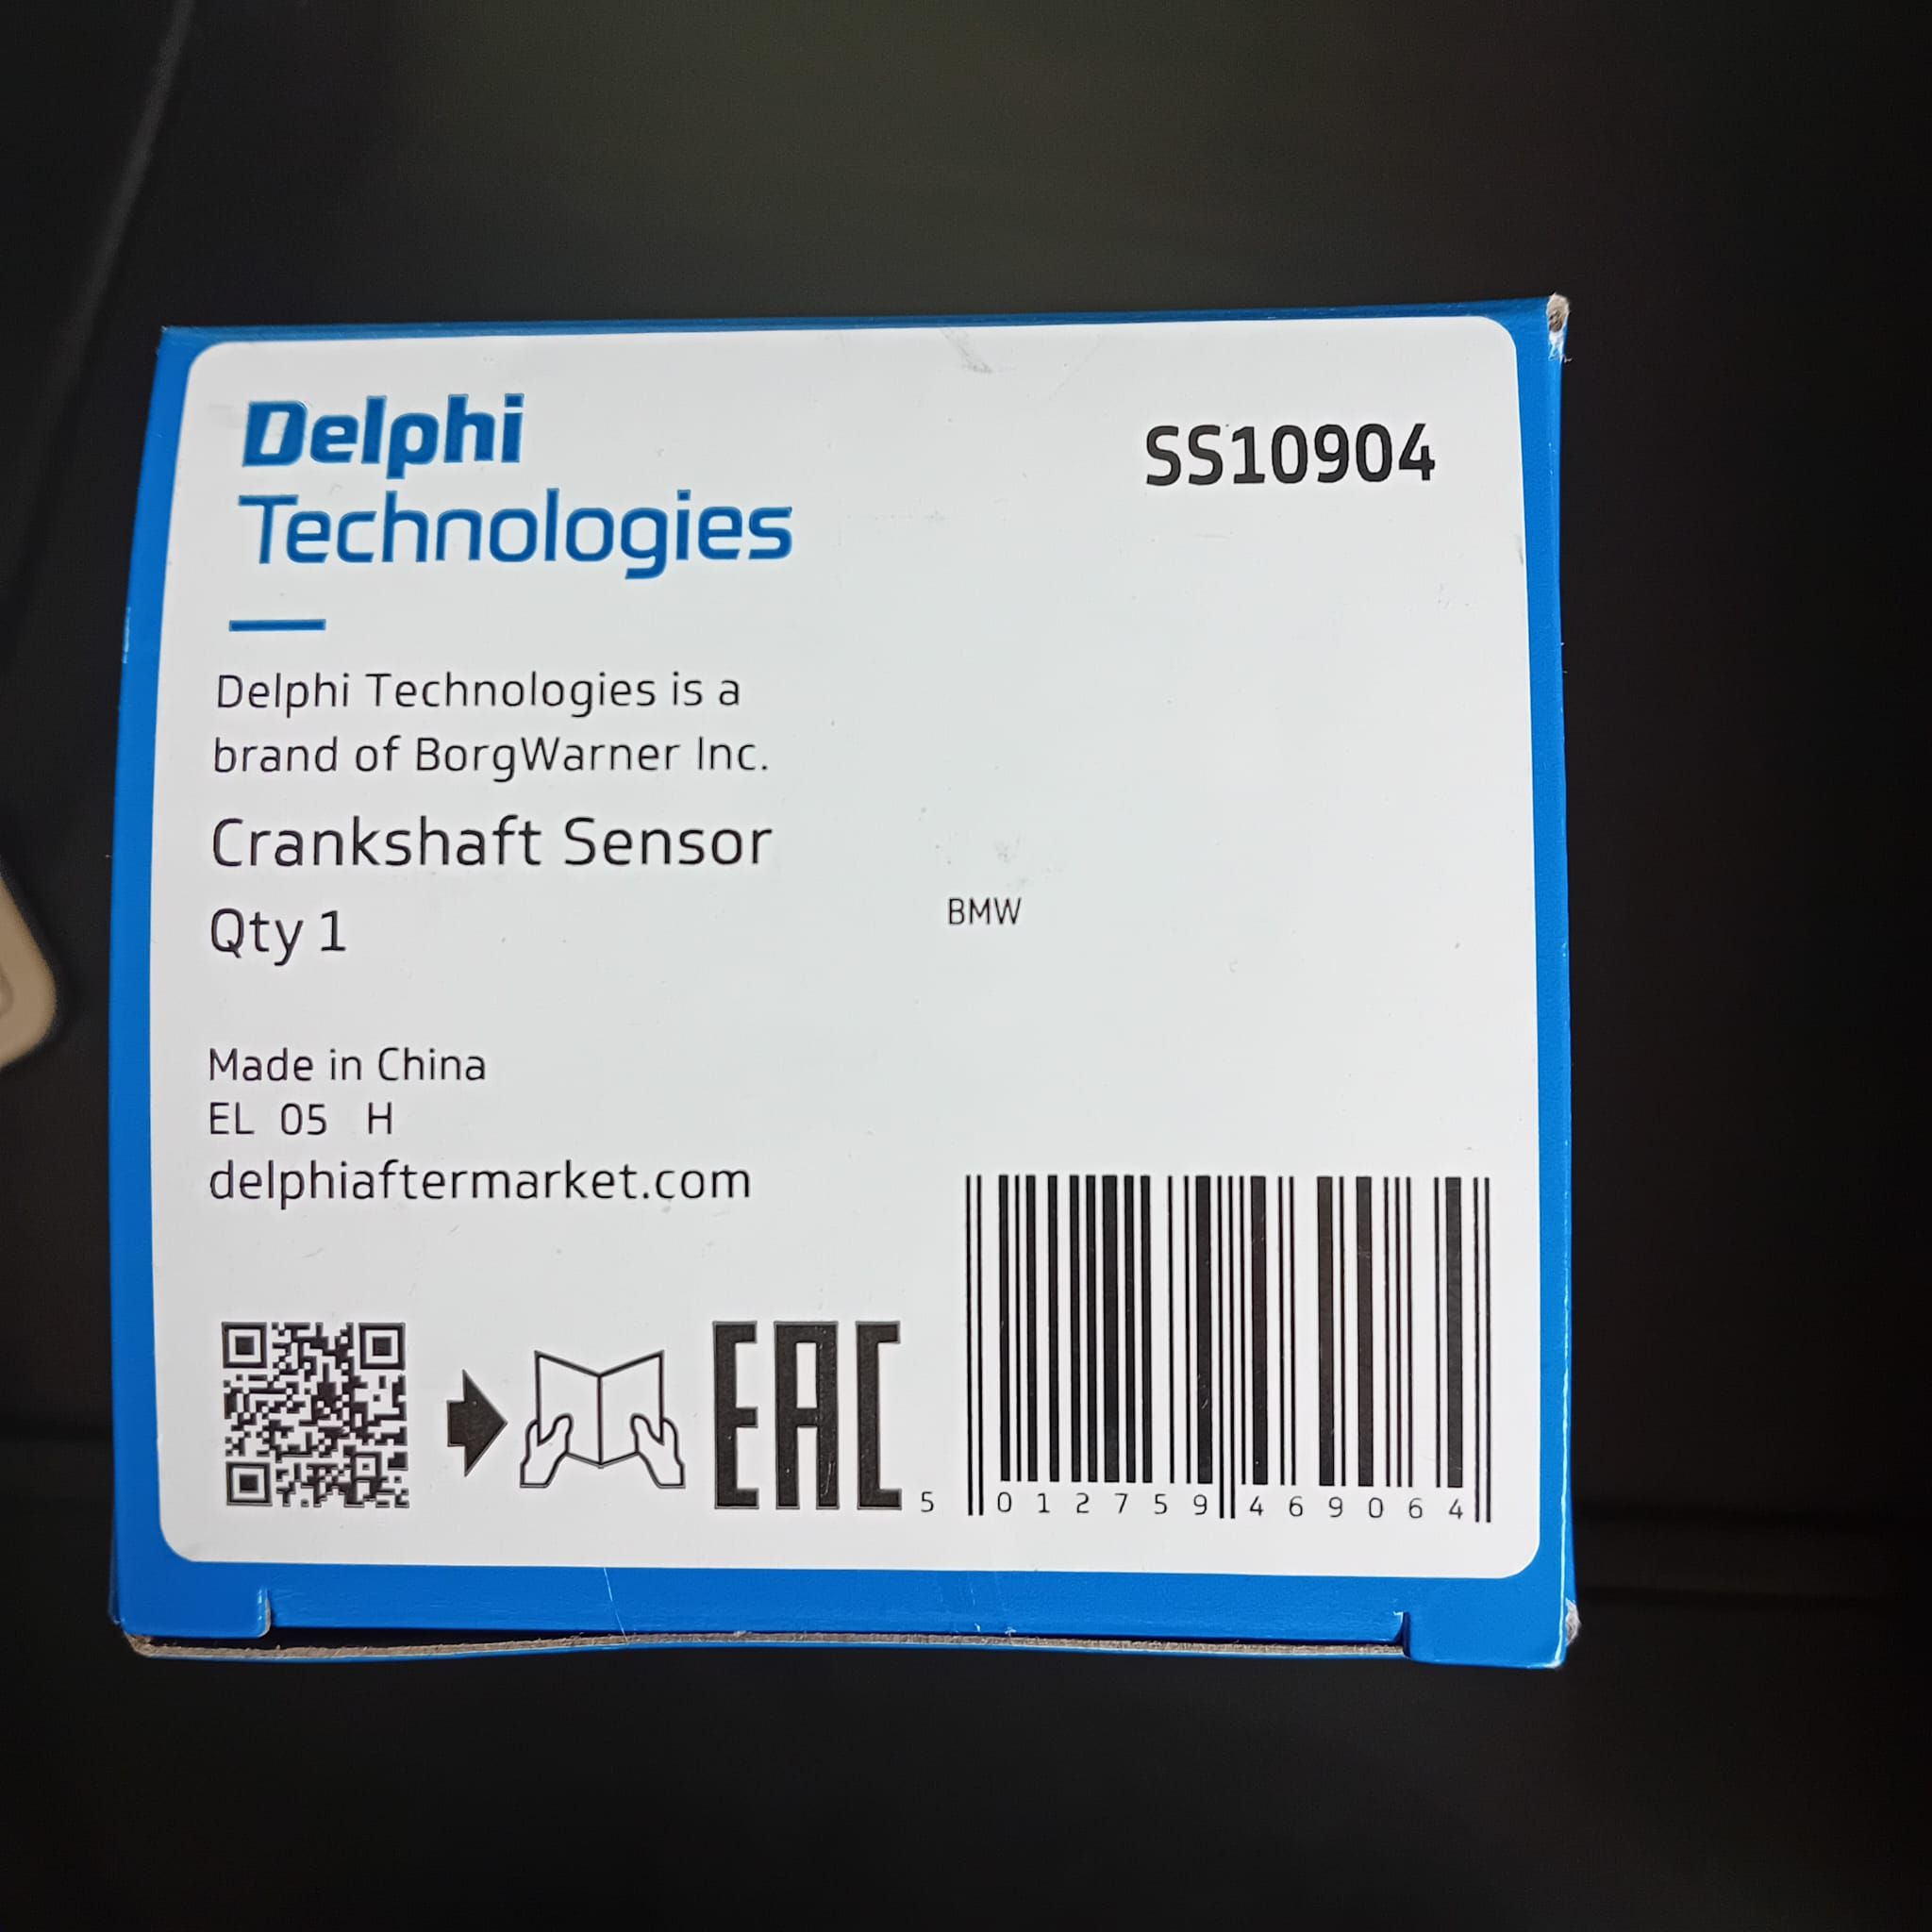 Delphi
Technologies
SS10904
Delphi Technologies is a
brand of BorgWarner Inc.
Crankshaft Sensor
Qty 1
BMW
Made in China
EL 05 H
delphiaftermarket.com
EAC
5 012759 469064